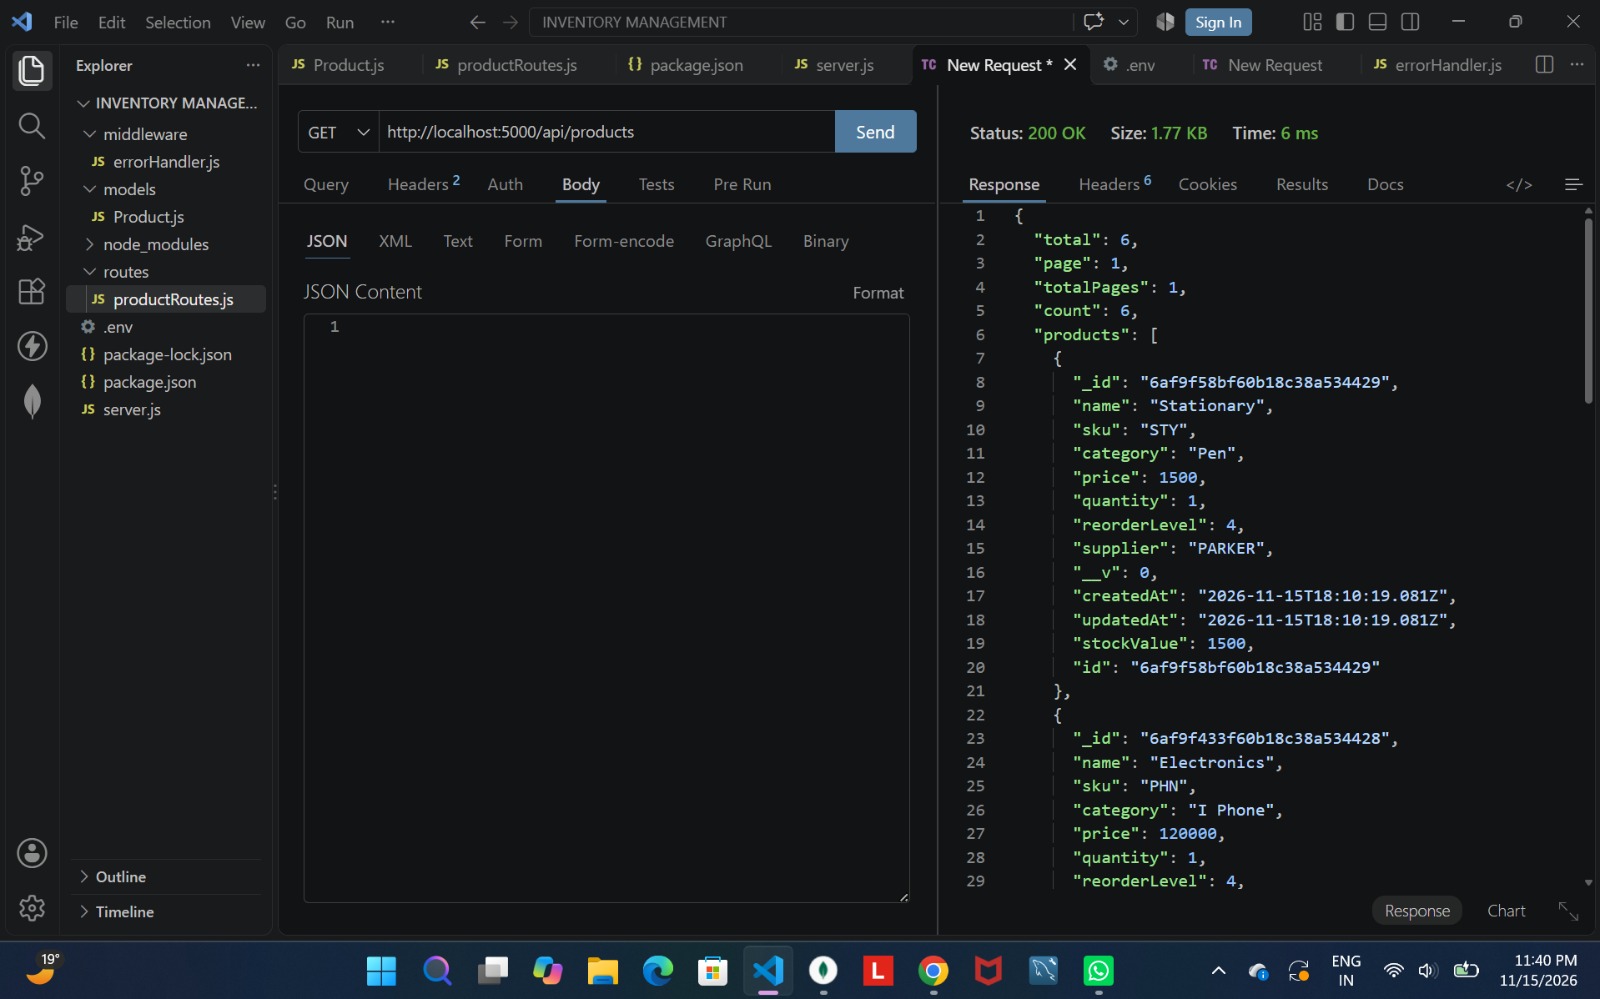 File Edit Selection View Go Run ···
INVENTORY MANAGEMENT
Sign In
Explorer ···
INVENTORY MANAGE...
middleware
JS errorHandler.js
models
JS Product.js
node_modules
routes
JS productRoutes.js
.env
{} package-lock.json
{} package.json
JS server.js
Outline
Timeline
JS Product.js
JS productRoutes.js
{} package.json
JS server.js
TC New Request *
.env
TC New Request
JS errorHandler.js
GET http://localhost:5000/api/products Send
Query Headers 2 Auth Body Tests Pre Run
JSON XML Text Form Form-encode GraphQL Binary
JSON Content Format
1
Status: 200 OK Size: 1.77 KB Time: 6 ms
Response Headers 6 Cookies Results Docs </>
1 {
2 "total": 6,
3 "page": 1,
4 "totalPages": 1,
5 "count": 6,
6 "products": [
7 {
8 "_id": "6af9f58bf60b18c38a534429",
9 "name": "Stationary",
10 "sku": "STY",
11 "category": "Pen",
12 "price": 1500,
13 "quantity": 1,
14 "reorderLevel": 4,
15 "supplier": "PARKER",
16 "__v": 0,
17 "createdAt": "2026-11-15T18:10:19.081Z",
18 "updatedAt": "2026-11-15T18:10:19.081Z",
19 "stockValue": 1500,
20 "id": "6af9f58bf60b18c38a534429"
21 },
22 {
23 "_id": "6af9f433f60b18c38a534428",
24 "name": "Electronics",
25 "sku": "PHN",
26 "category": "I Phone",
27 "price": 120000,
28 "quantity": 1,
29 "reorderLevel": 4,
Response Chart
19°
L
ENG
IN
11:40 PM
11/15/2026